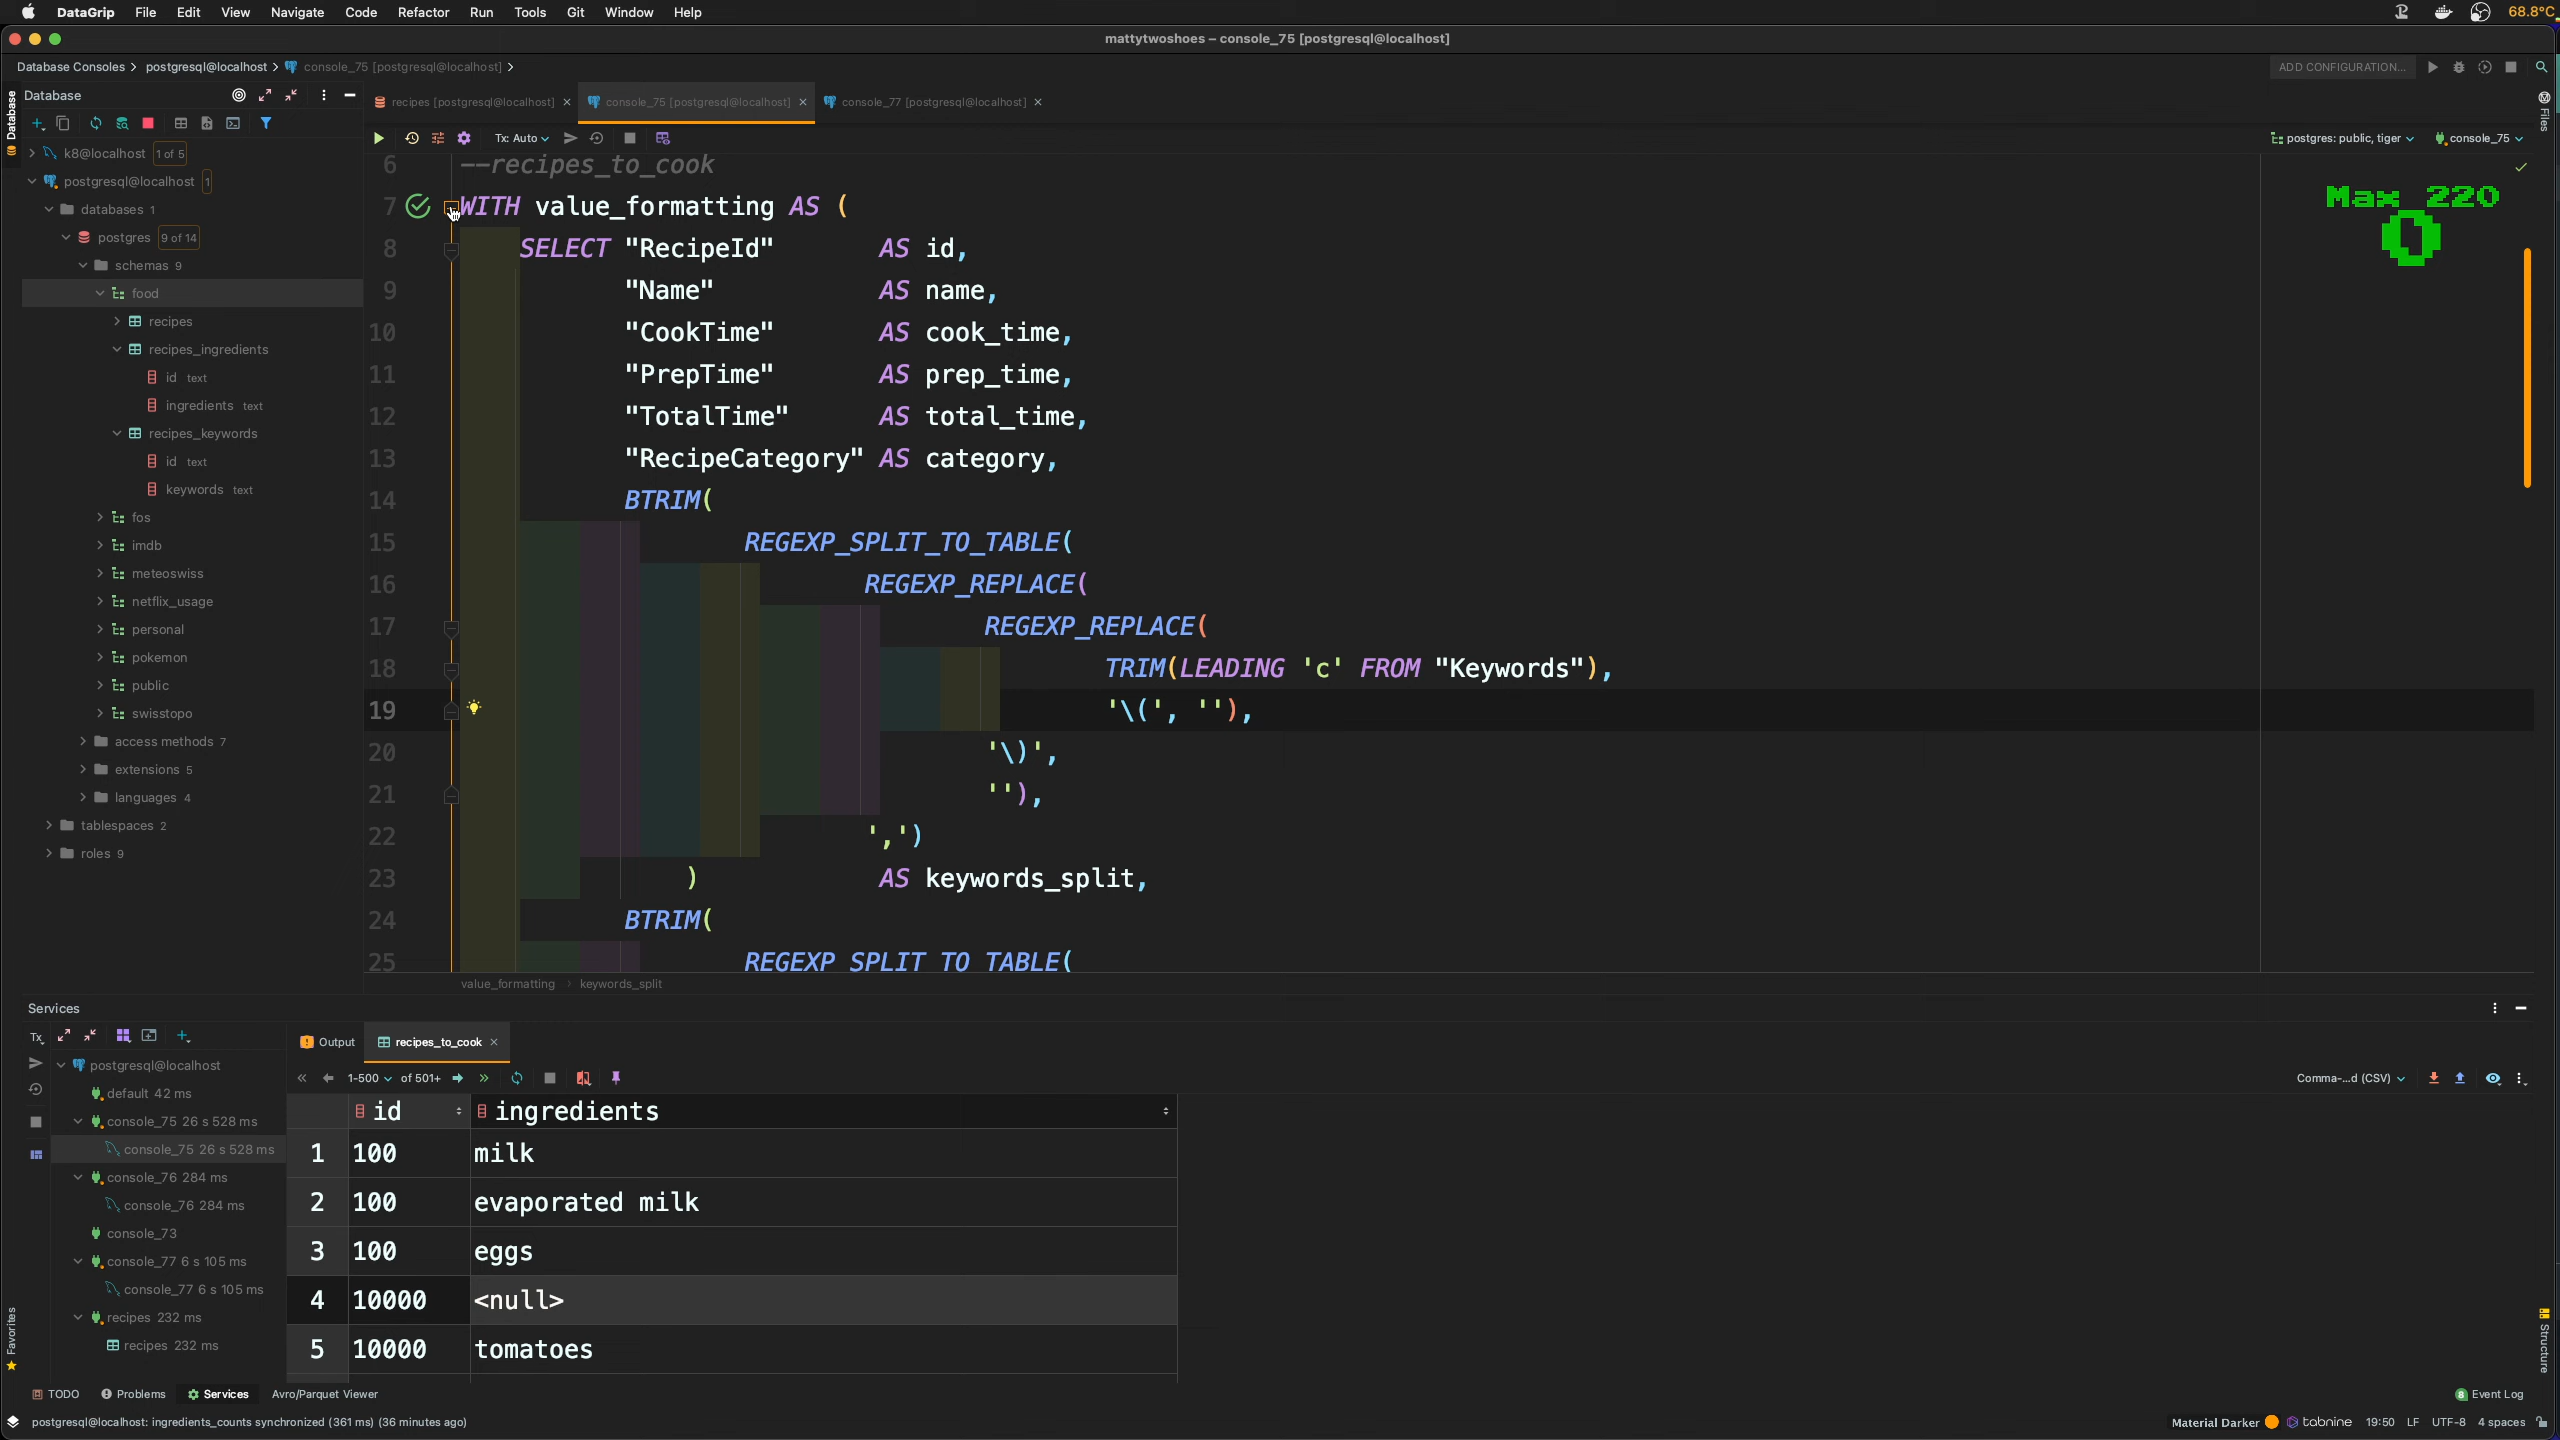 DataGrip File Edit View Navigate Code Refactor Run Tools Git Window Help 68.8°C
mattytwoshoes – console_75 [postgresql@localhost]
Database Consoles postgresql@localhost console_75 [postgresql@localhost] ADD CONFIGURATION...
Database
recipes [postgresql@localhost] console_75 [postgresql@localhost] console_77 [postgresql@localhost]
Tx: Auto postgres: public, tiger console_75
Database
Files
k8@localhost 1 of 5
postgresql@localhost 1
databases 1
postgres 9 of 14
schemas 9
food
recipes
recipes_ingredients
id text
ingredients text
recipes_keywords
id text
keywords text
fos
imdb
meteoswiss
netflix_usage
personal
pokemon
public
swisstopo
access methods 7
extensions 5
languages 4
tablespaces 2
roles 9
6 --recipes_to_cook
7 WITH value_formatting AS (
8 SELECT "RecipeId" AS id,
9 "Name" AS name,
10 "CookTime" AS cook_time,
11 "PrepTime" AS prep_time,
12 "TotalTime" AS total_time,
13 "RecipeCategory" AS category,
14 BTRIM(
15 REGEXP_SPLIT_TO_TABLE(
16 REGEXP_REPLACE(
17 REGEXP_REPLACE(
18 TRIM(LEADING 'c' FROM "Keywords"),
19 '\(', ''),
20 '\)',
21 ''),
22 ',')
23 ) AS keywords_split,
24 BTRIM(
25 REGEXP_SPLIT_TO_TABLE(
Max 220
0
value_formatting keywords_split
Services
Tx
postgresql@localhost
default 42 ms
console_75 26 s 528 ms
console_75 26 s 528 ms
console_76 284 ms
console_76 284 ms
console_73
console_77 6 s 105 ms
console_77 6 s 105 ms
recipes 232 ms
recipes 232 ms
Output recipes_to_cook
1-500 of 501+ Comma-...d (CSV)
id ingredients
1 100 milk
2 100 evaporated milk
3 100 eggs
4 10000 <null>
5 10000 tomatoes
Favorites
Structure
TODO Problems Services Avro/Parquet Viewer 8 Event Log
postgresql@localhost: ingredients_counts synchronized (361 ms) (36 minutes ago) Material Darker tabnine 19:50 LF UTF-8 4 spaces